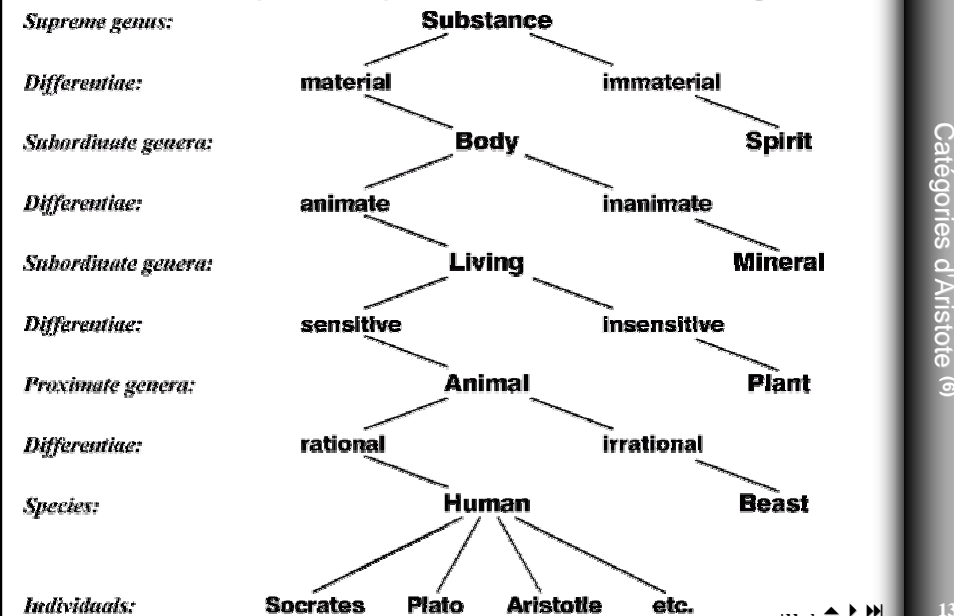 Supreme genus: Substance
Differentiae: material immaterial
Subordinate genera: Body Spirit
Differentiae: animate inanimate
Subordinate genera: Living Mineral
Differentiae: sensitive insensitive
Proximate genera: Animal Plant
Differentiae: rational irrational
Species: Human Beast
Individuals: Socrates Plato Aristotle etc.
Catégories d'Aristote (6)
13